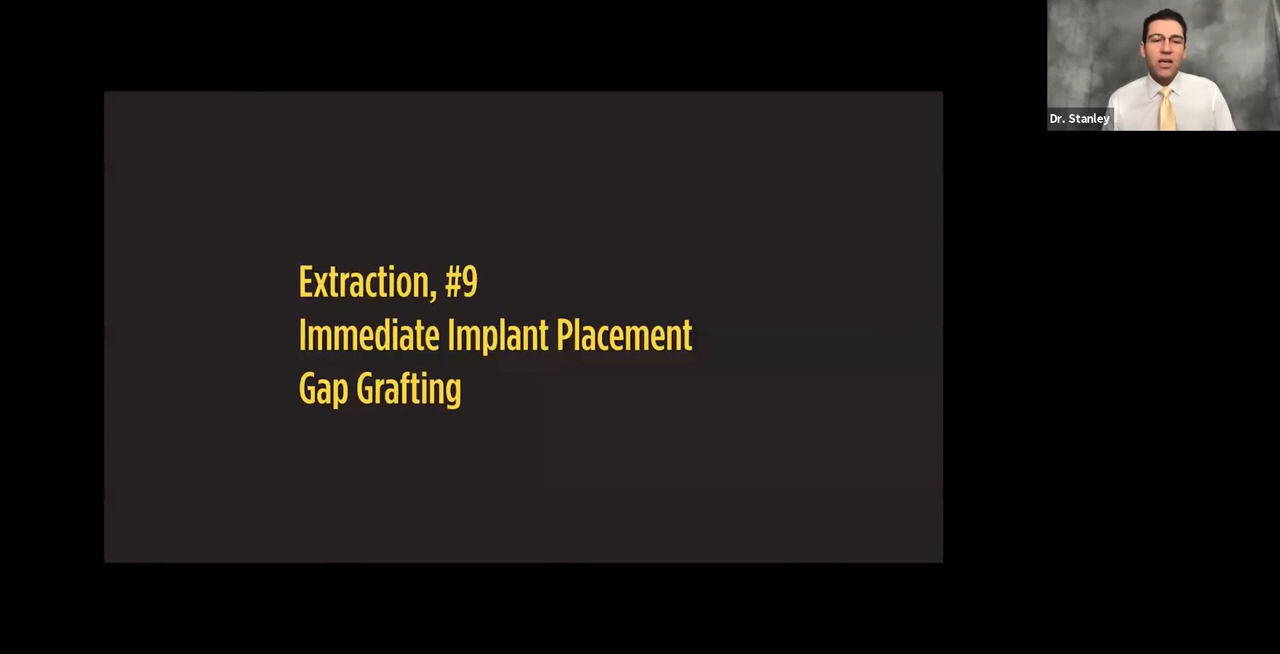 Dr. Stanley
Extraction, #9
Immediate Implant Placement
Gap Grafting